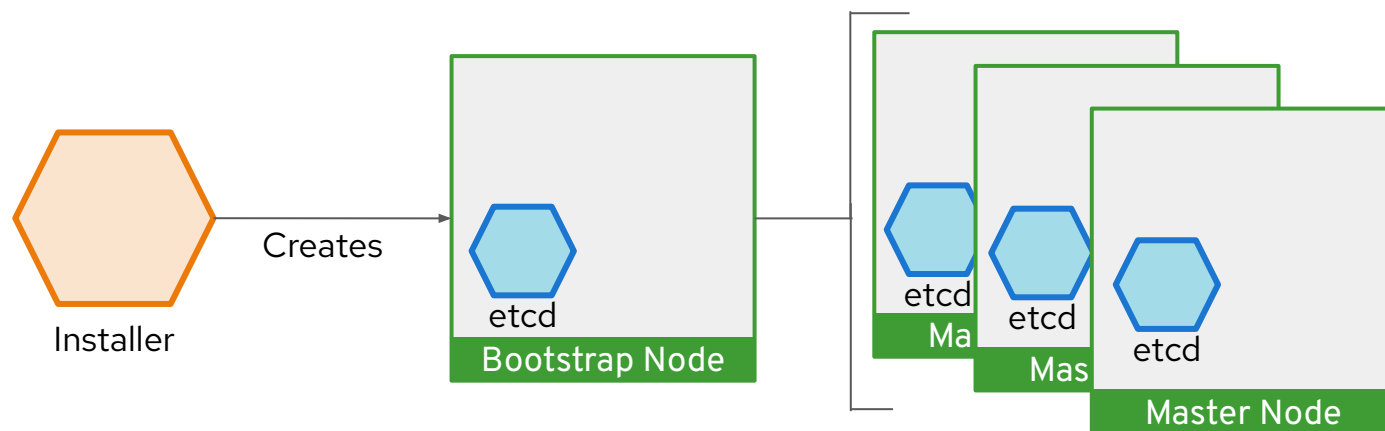 Creates
Installer
etcd
Bootstrap Node
etcd
Ma
etcd
Mas
etcd
Master Node